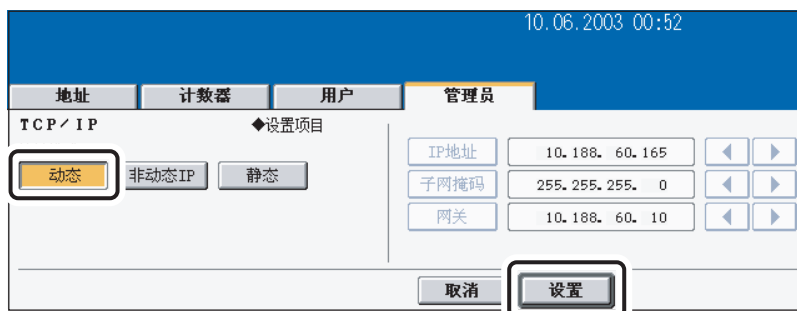 10.06.2003 00:52
地址 计数器 用户 管理员
TCP/IP ◆设置项目
动态 非动态IP 静态
IP地址 10.188. 60.165
子网掩码 255.255.255. 0
网关 10.188. 60. 10
取消 设置